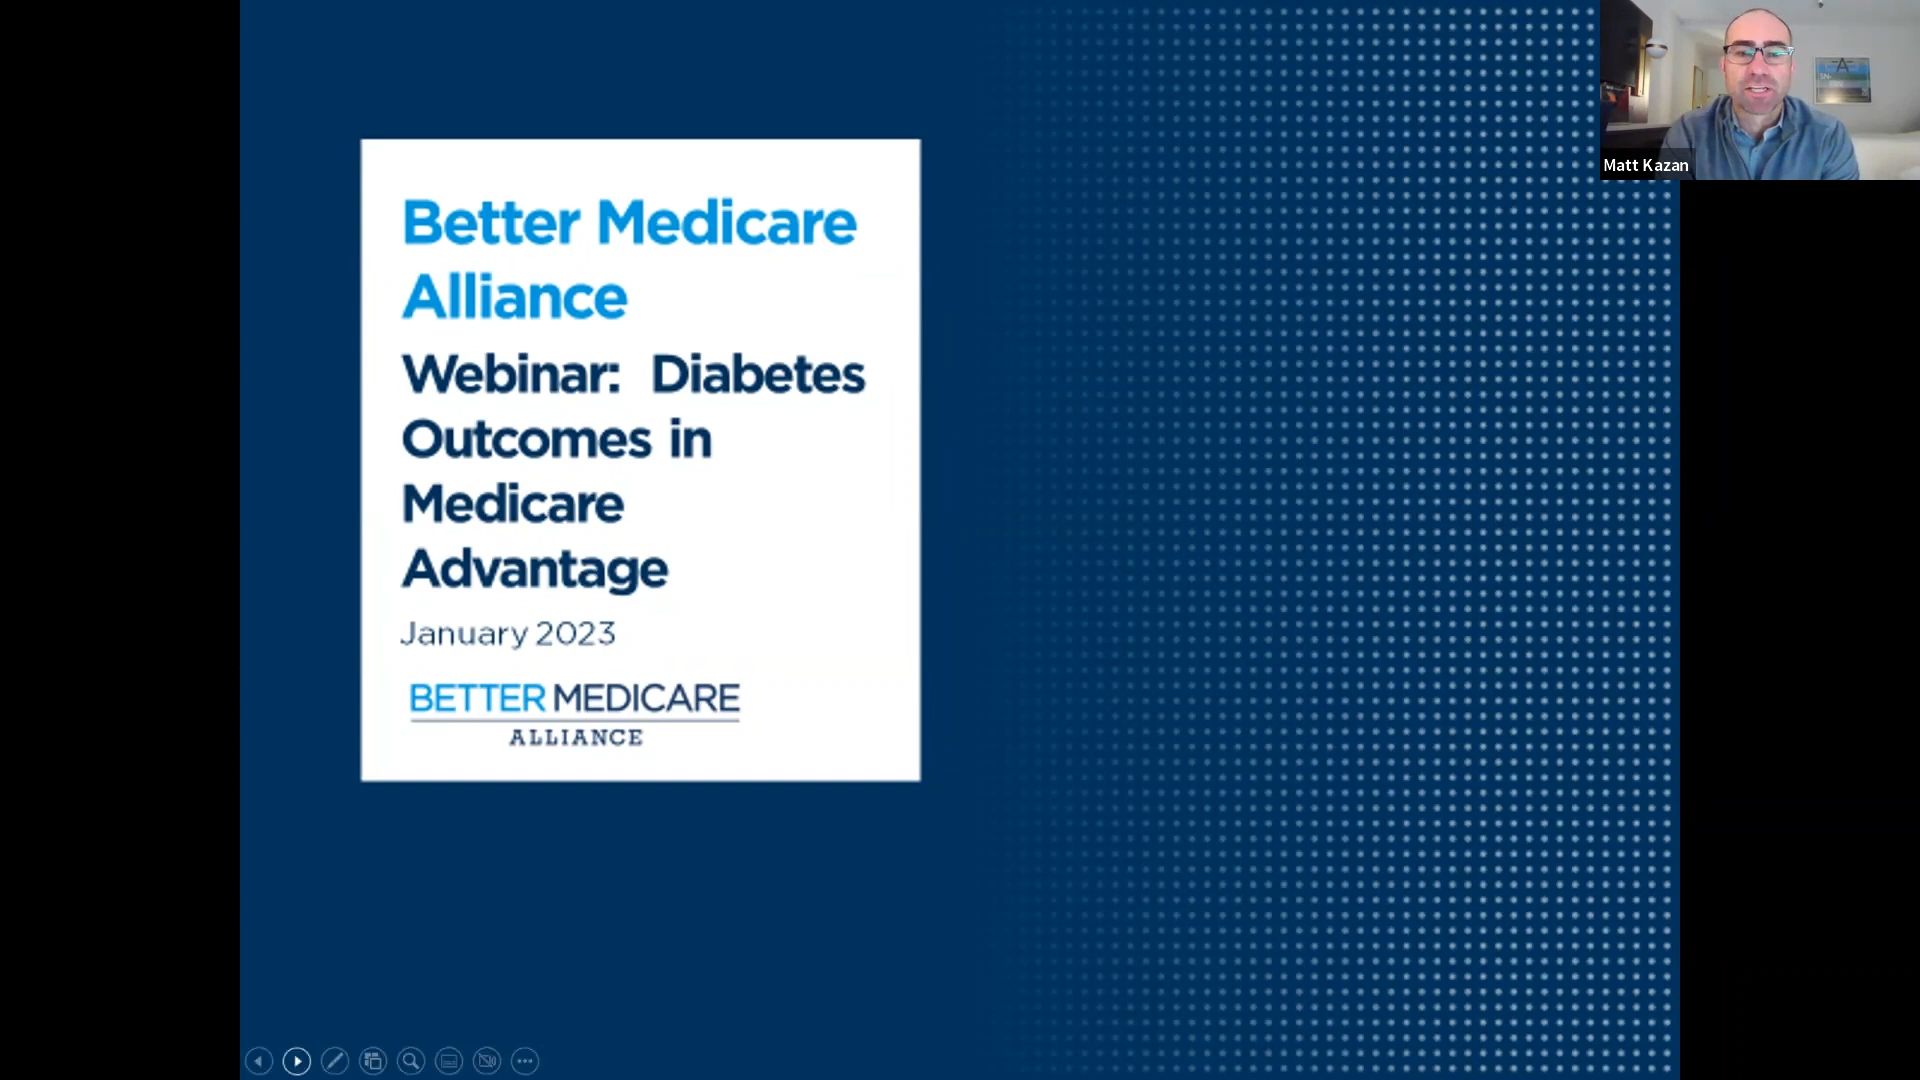 Better Medicare
Alliance
Webinar: Diabetes
Outcomes in
Medicare
Advantage
January 2023
BETTER MEDICARE
ALLIANCE
Matt Kazan